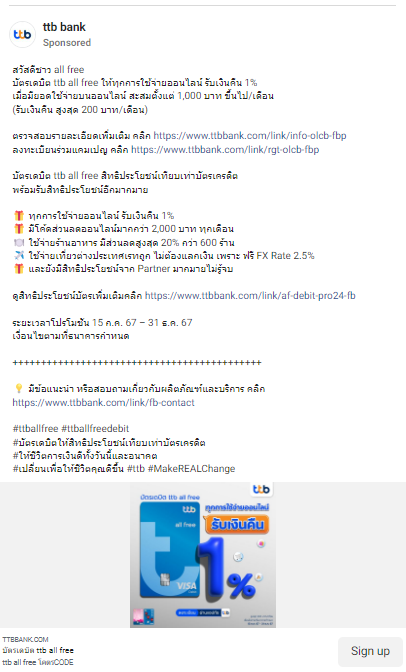 ttb bank
Sponsored
สวัสดีชาว all free
บัตรเดบิต ttb all free ให้ทุกการใช้จ่ายออนไลน์ รับเงินคืน 1%
เมื่อมียอดใช้จ่ายบนออนไลน์ สะสมตั้งแต่ 1,000 บาท ขึ้นไป/เดือน
(รับเงินคืน สูงสุด 200 บาท/เดือน)
ตรวจสอบรายละเอียดเพิ่มเติม คลิก https://www.ttbbank.com/link/info-olcb-fbp
ลงทะเบียนร่วมแคมเปญ คลิก https://www.ttbbank.com/link/rgt-olcb-fbp
บัตรเดบิต ttb all free สิทธิประโยชน์เทียบเท่าบัตรเครดิต
พร้อมรับสิทธิประโยชน์อีกมากมาย
🎁 ทุกการใช้จ่ายออนไลน์ รับเงินคืน 1%
🎁 มีโค้ดส่วนลดออนไลน์มากกว่า 2,000 บาท ทุกเดือน
🍽️ ใช้จ่ายร้านอาหาร มีส่วนลดสูงสุด 20% กว่า 600 ร้าน
✈️ ใช้จ่ายเที่ยวต่างประเทศเรทถูก ไม่ต้องแลกเงิน เพราะ ฟรี FX Rate 2.5%
🎁 และยังมีสิทธิประโยชน์จาก Partner มากมายไม่รู้จบ
ดูสิทธิประโยชน์บัตรเพิ่มเติมคลิก https://www.ttbbank.com/link/af-debit-pro24-fb
ระยะเวลาโปรโมชัน 15 ก.ค. 67 – 31 ธ.ค. 67
เงื่อนไขตามที่ธนาคารกำหนด
++++++++++++++++++++++++++++++++++++++++++++
💡 มีข้อแนะนำ หรือสอบถามเกี่ยวกับผลิตภัณฑ์และบริการ คลิก
https://www.ttbbank.com/link/fb-contact
#ttballfree #ttballfreedebit
#บัตรเดบิตให้สิทธิประโยชน์เทียบเท่าบัตรเครดิต
#ให้ชีวิตการเงินดีทั้งวันนี้และอนาคต
#เปลี่ยนเพื่อให้ชีวิตคุณดีขึ้น #ttb #MakeREALChange
ttb
บัตรเดบิต ttb all free
ทุกการใช้จ่ายออนไลน์
รับเงินคืน
all free
1%
VISA
TTBBANK.COM
บัตรเดบิต ttb all free
ttb all free โคตรCODE
Sign up